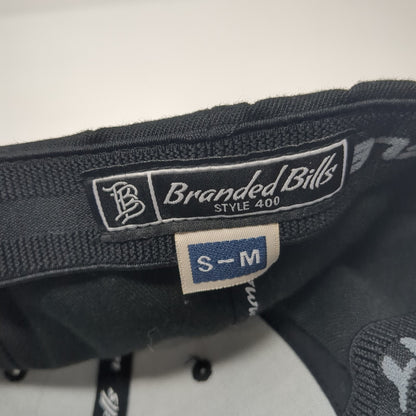 BB
Branded Bills
STYLE 400
S-M